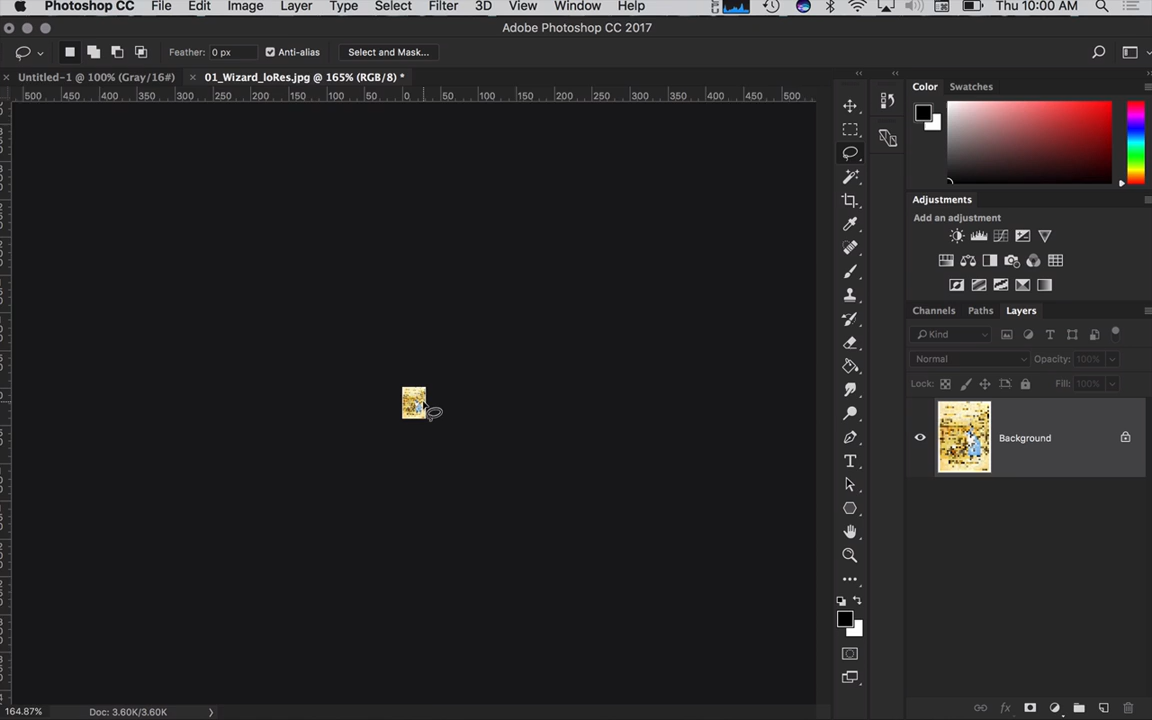 Photoshop CC File Edit Image Layer Type Select Filter 3D View Window Help Thu 10:00 AM
Adobe Photoshop CC 2017
Feather: 0 px Anti-alias Select and Mask...
Untitled-1 @ 100% (Gray/16#) 01_Wizard_loRes.jpg @ 165% (RGB/8) *
500 450 400 350 300 250 200 150 100 50 0 50 100 150 200 250 300 350 400 450 500
Color Swatches
Adjustments
Add an adjustment
Channels Paths Layers
Kind
Normal Opacity: 100%
Lock: Fill: 100%
Background
164.87% Doc: 3.60K/3.60K